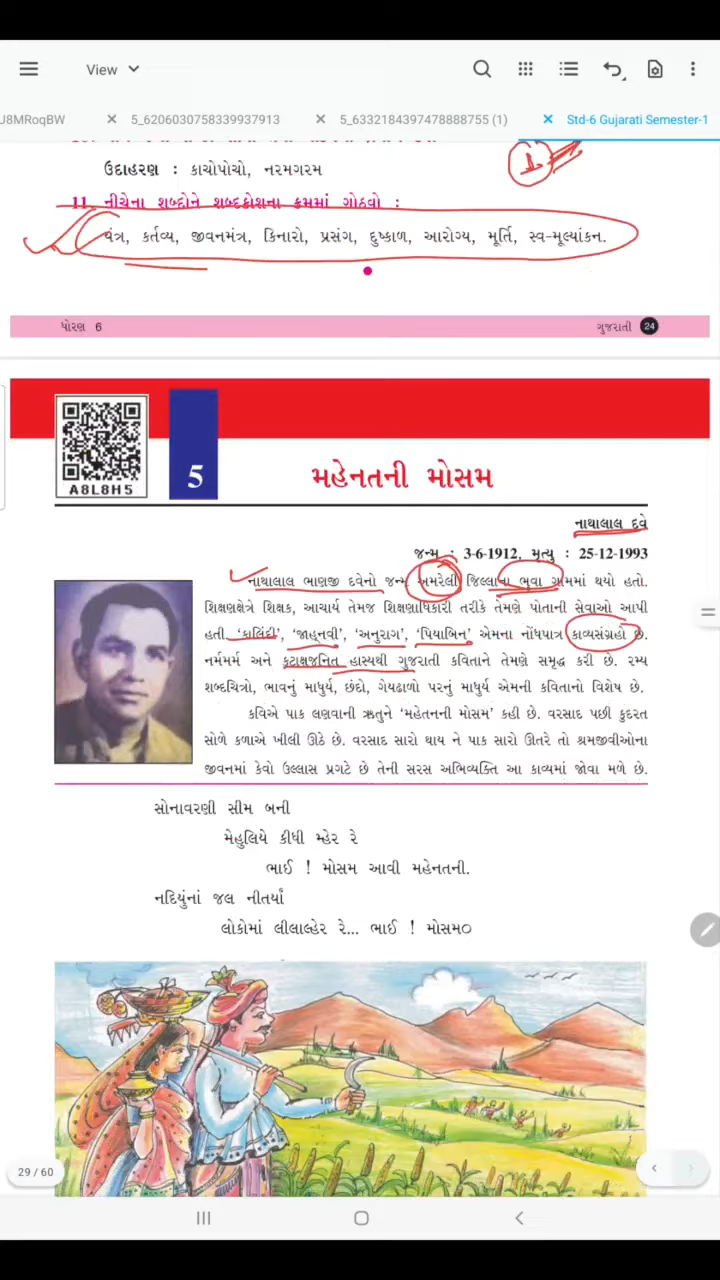 View
U8MRoqBW
5_6206030758339937913
5_6332184397478888755 (1)
Std-6 Gujarati Semester-1
ઉદાહરણ : કાચોપોચો, નરમગરમ
11 નીચેના શબ્દોને શબ્દકોશના ક્રમમાં ગોઠવો :
યંત્ર, કર્તવ્ય, જીવનમંત્ર, કિનારો, પ્રસંગ, દુષ્કાળ, આરોગ્ય, મૂર્તિ, સ્વ-મૂલ્યાંકન.
ધોરણ 6
ગુજરાતી 24
A8L8H5
5
મહેનતની મોસમ
નાથાલાલ દવે
જન્મ : 3-6-1912, મૃત્યુ : 25-12-1993
નાથાલાલ ભાણજી દવેનો જન્મ અમરેલી જિલ્લાના ભૂવા ગામમાં થયો હતો.
શિક્ષણક્ષેત્રે શિક્ષક, આચાર્ય તેમજ શિક્ષણાધિકારી તરીકે તેમણે પોતાની સેવાઓ આપી
હતી. ‘કાલિંદી’, ‘જાહ્નવી’, ‘અનુરાગ’, ‘પિયાબિન’ એમના નોંધપાત્ર કાવ્યસંગ્રહો છે.
નર્મમર્મ અને કટાક્ષજનિત હાસ્યથી ગુજરાતી કવિતાને તેમણે સમૃદ્ધ કરી છે. રમ્ય
શબ્દચિત્રો, ભાવનું માધુર્ય, છંદો, ગેયઢાળો પરનું માધુર્ય એમની કવિતાનો વિશેષ છે.
કવિએ પાક લણવાની ઋતુને ‘મહેતનની મોસમ’ કહી છે. વરસાદ પછી કુદરત
સોળે કળાએ ખીલી ઊઠે છે. વરસાદ સારો થાય ને પાક સારો ઊતરે તો શ્રમજીવીઓના
જીવનમાં કેવો ઉલ્લાસ પ્રગટે છે તેની સરસ અભિવ્યક્તિ આ કાવ્યમાં જોવા મળે છે.
સોનાવરણી સીમ બની
મેહુલિયે કીધી મ્હેર રે
ભાઈ ! મોસમ આવી મહેનતની.
નદિયુંનાં જલ નીતર્યાં
લોકોમાં લીલાલ્હેર રે... ભાઈ ! મોસમ૦
29 / 60